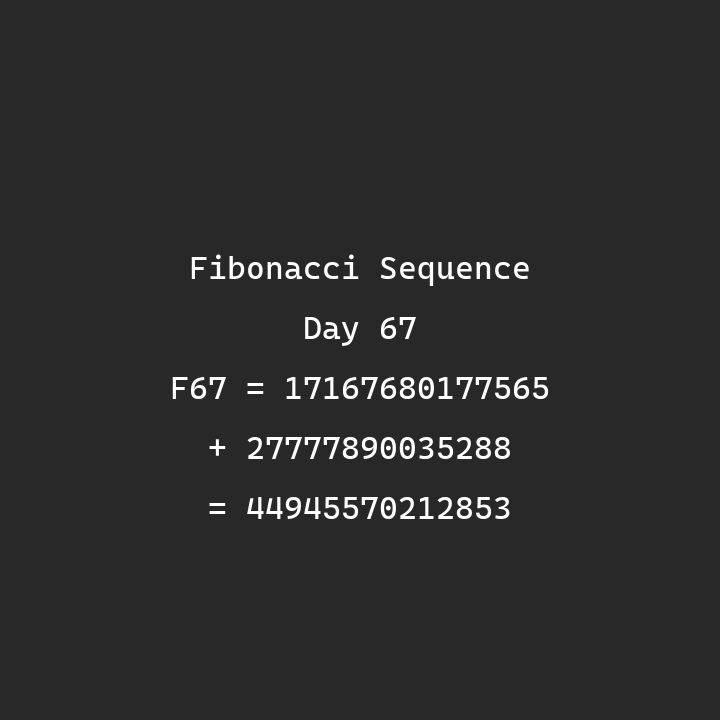 Fibonacci Sequence
Day 67
F67 = 17167680177565
+ 27777890035288
= 44945570212853